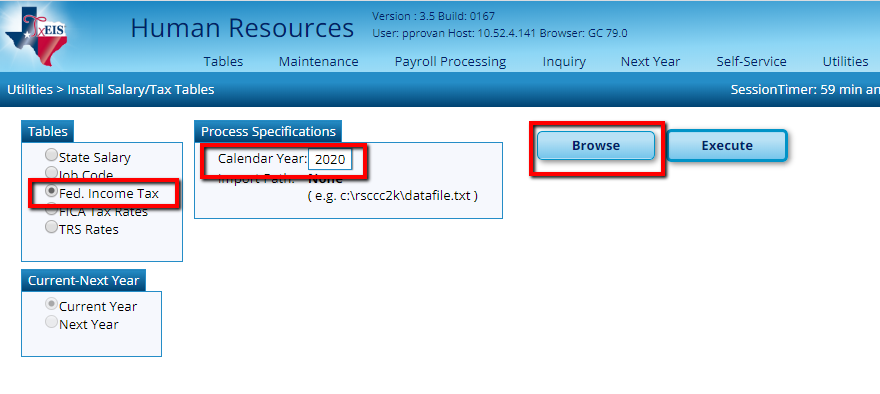 TxEIS
Human Resources
Version : 3.5 Build: 0167
User: pprovan Host: 10.52.4.141 Browser: GC 79.0
Tables Maintenance Payroll Processing Inquiry Next Year Self-Service Utilities
Utilities > Install Salary/Tax Tables
SessionTimer: 59 min an
Tables
State Salary
Job Code
Fed. Income Tax
FICA Tax Rates
TRS Rates
Process Specifications
Calendar Year: 2020
Import Path: None
( e.g. c:\rsccc2k\datafile.txt )
Browse
Execute
Current-Next Year
Current Year
Next Year